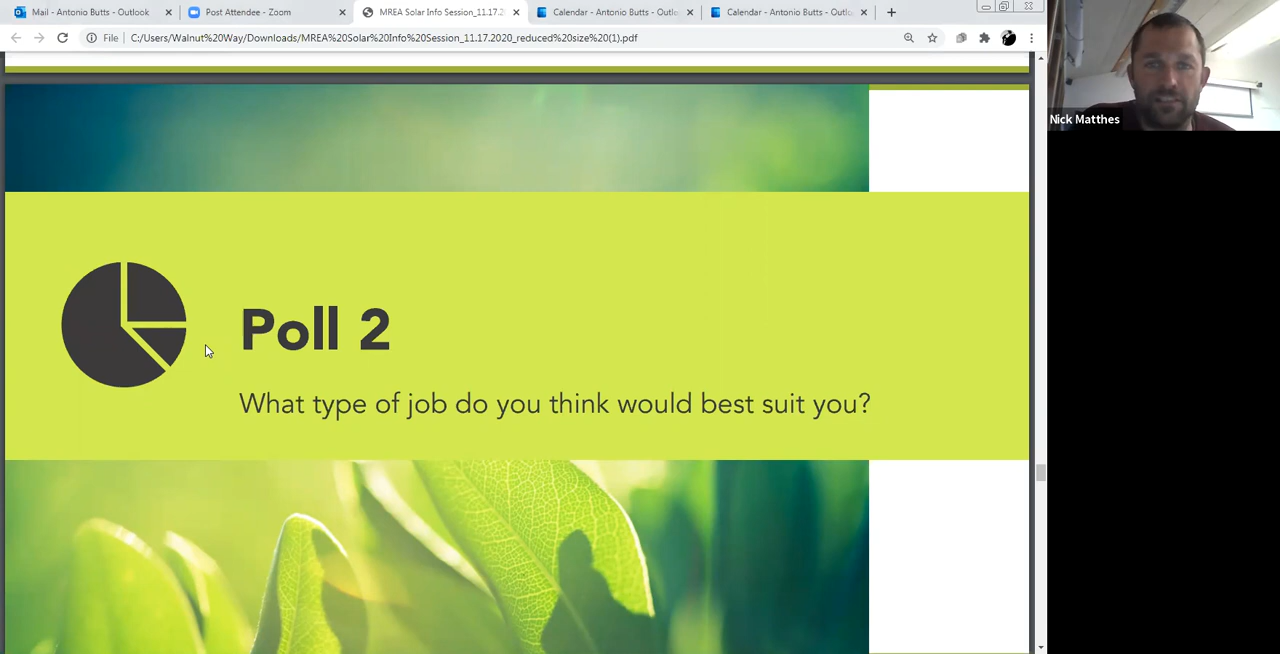 Mail - Antonio Butts - Outlook
Post Attendee - Zoom
MREA Solar Info Session_11.17.2
Calendar - Antonio Butts - Outlo
Calendar - Antonio Butts - Outlo
File
C:/Users/Walnut%20Way/Downloads/MREA%20Solar%20Info%20Session_11.17.2020_reduced%20size%20(1).pdf
Nick Matthes
Poll 2
What type of job do you think would best suit you?